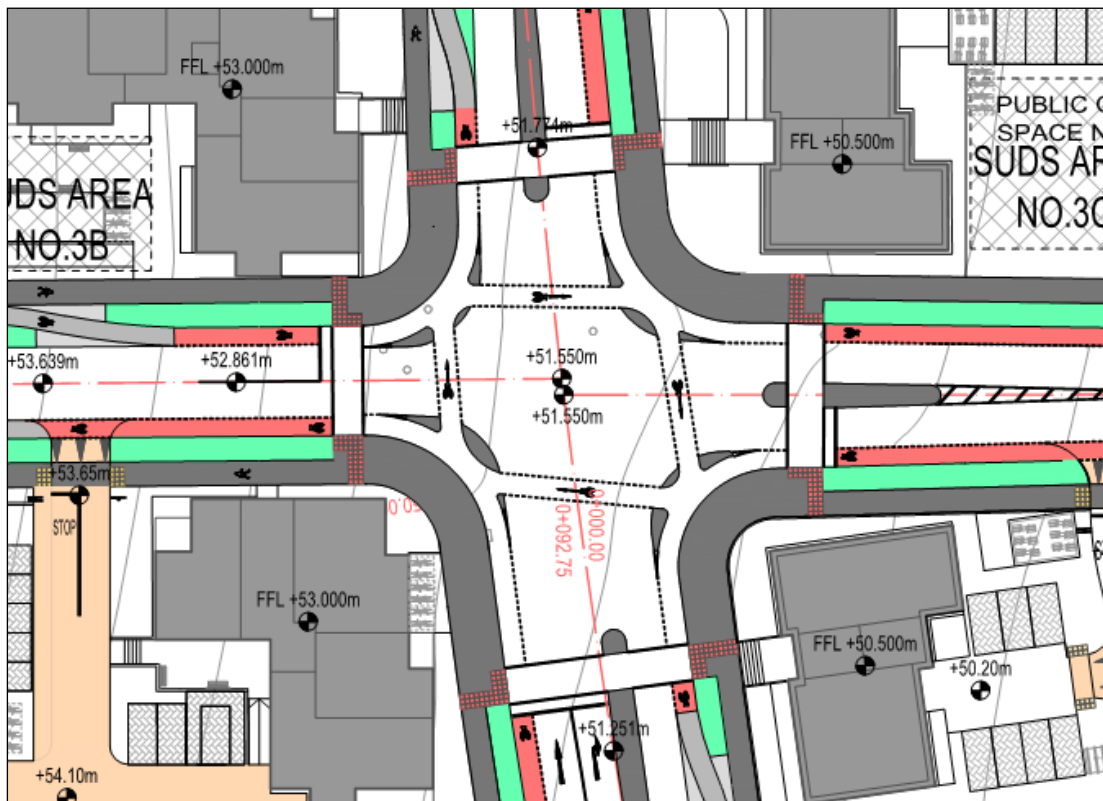 FFL +53.000m
+51.774m
FFL +50.500m
PUBLIC
SPACE
SUDS
NO.3C
AREA
NO.3B
+53.639m
+52.861m
+51.550m
+51.550m
+53.65m
STOP
0+000.00
0+092.75
FFL +53.000m
FFL +50.500m
+50.20m
+51.251m
+54.10m